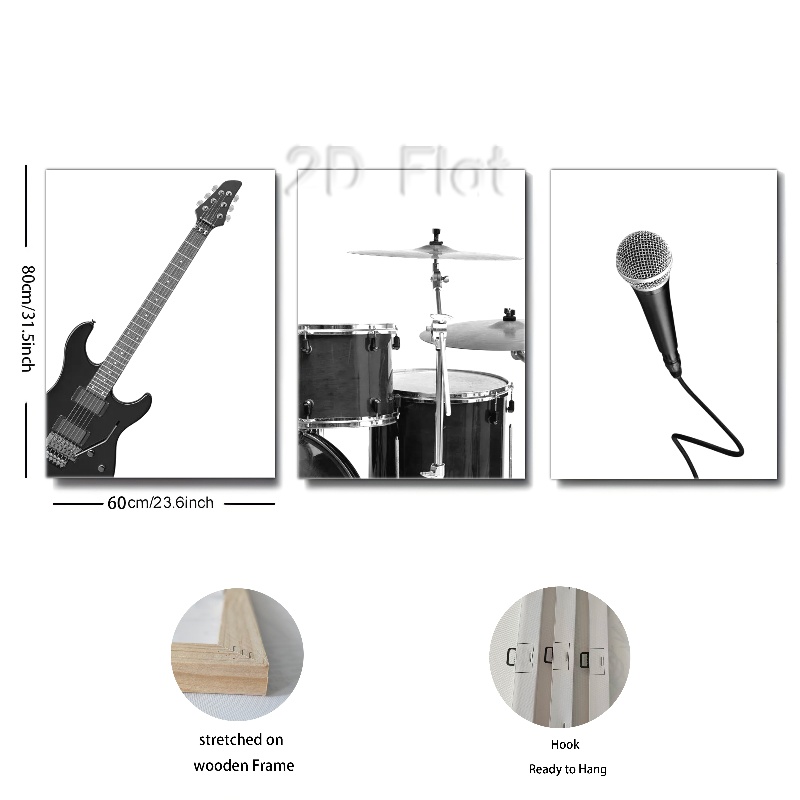 2D Flat
80cm/31.5inch
60cm/23.6inch
stretched on
wooden Frame
Hook
Ready to Hang